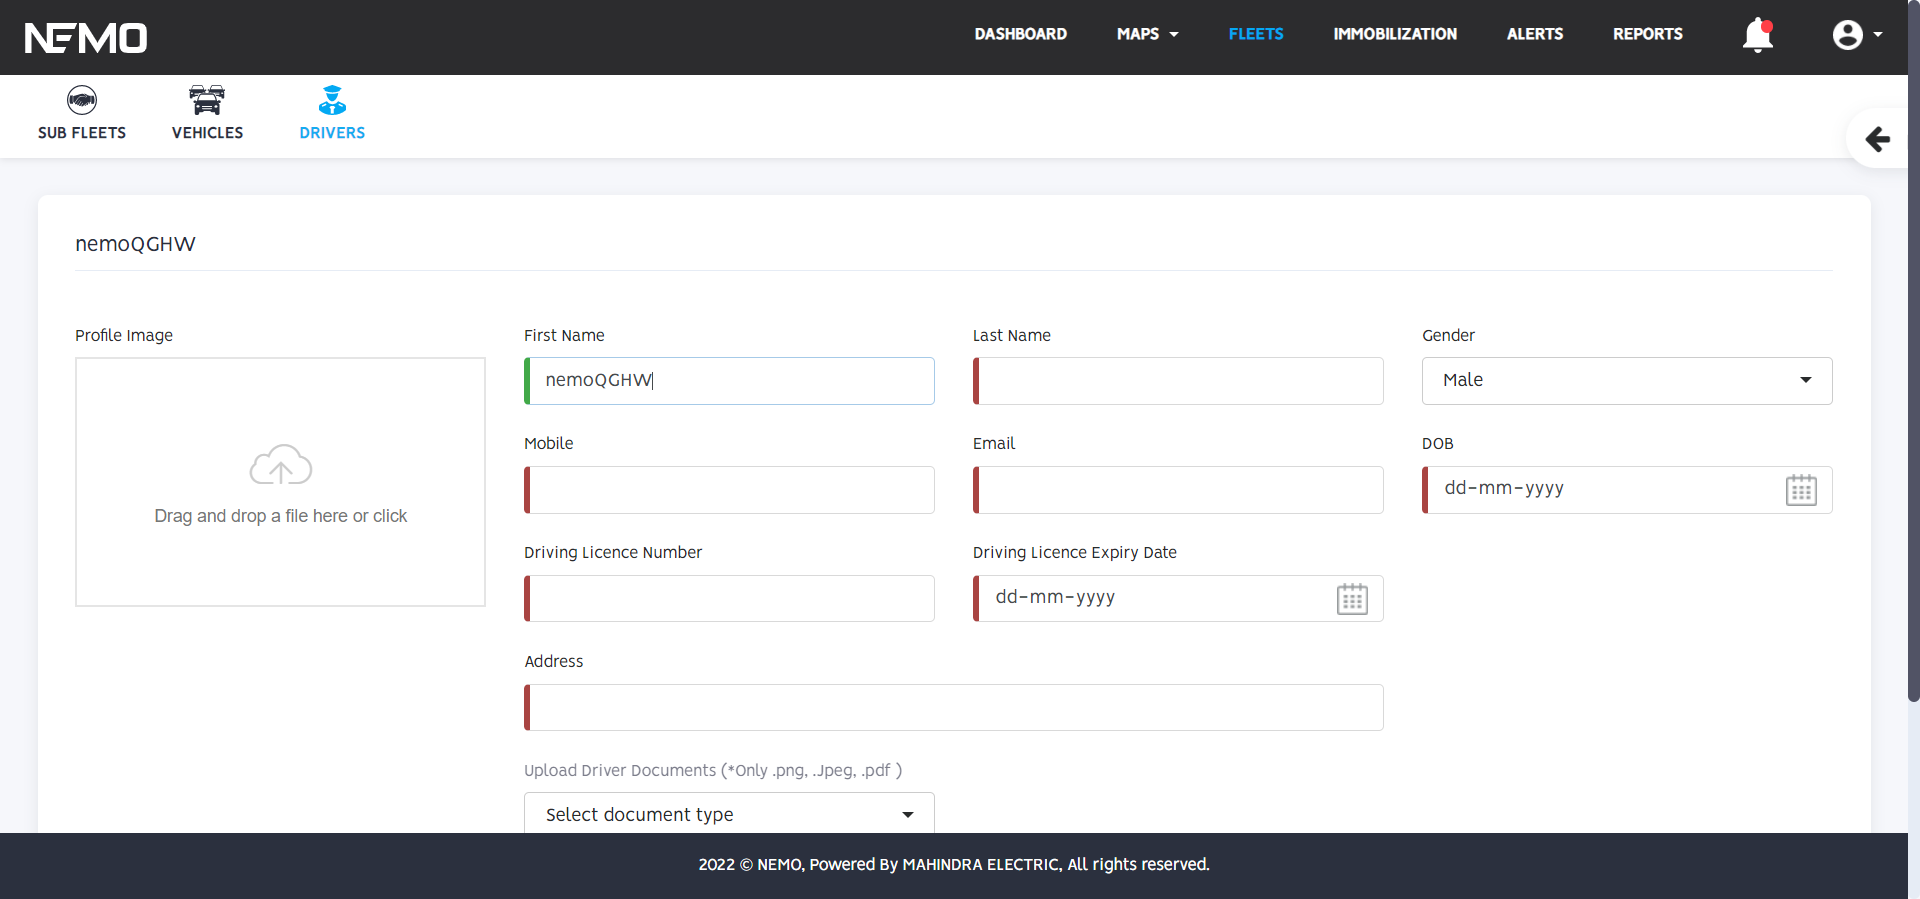 NEMO
DASHBOARD MAPS FLEETS IMMOBILIZATION ALERTS REPORTS
SUB FLEETS VEHICLES DRIVERS
nemoQGHW
Profile Image
Drag and drop a file here or click
First Name
nemoQGHW
Last Name
Gender
Male
Mobile
Email
DOB
dd-mm-yyyy
Driving Licence Number
Driving Licence Expiry Date
dd-mm-yyyy
Address
Upload Driver Documents (*Only .png, .Jpeg, .pdf )
Select document type
2022 © NEMO, Powered By MAHINDRA ELECTRIC, All rights reserved.